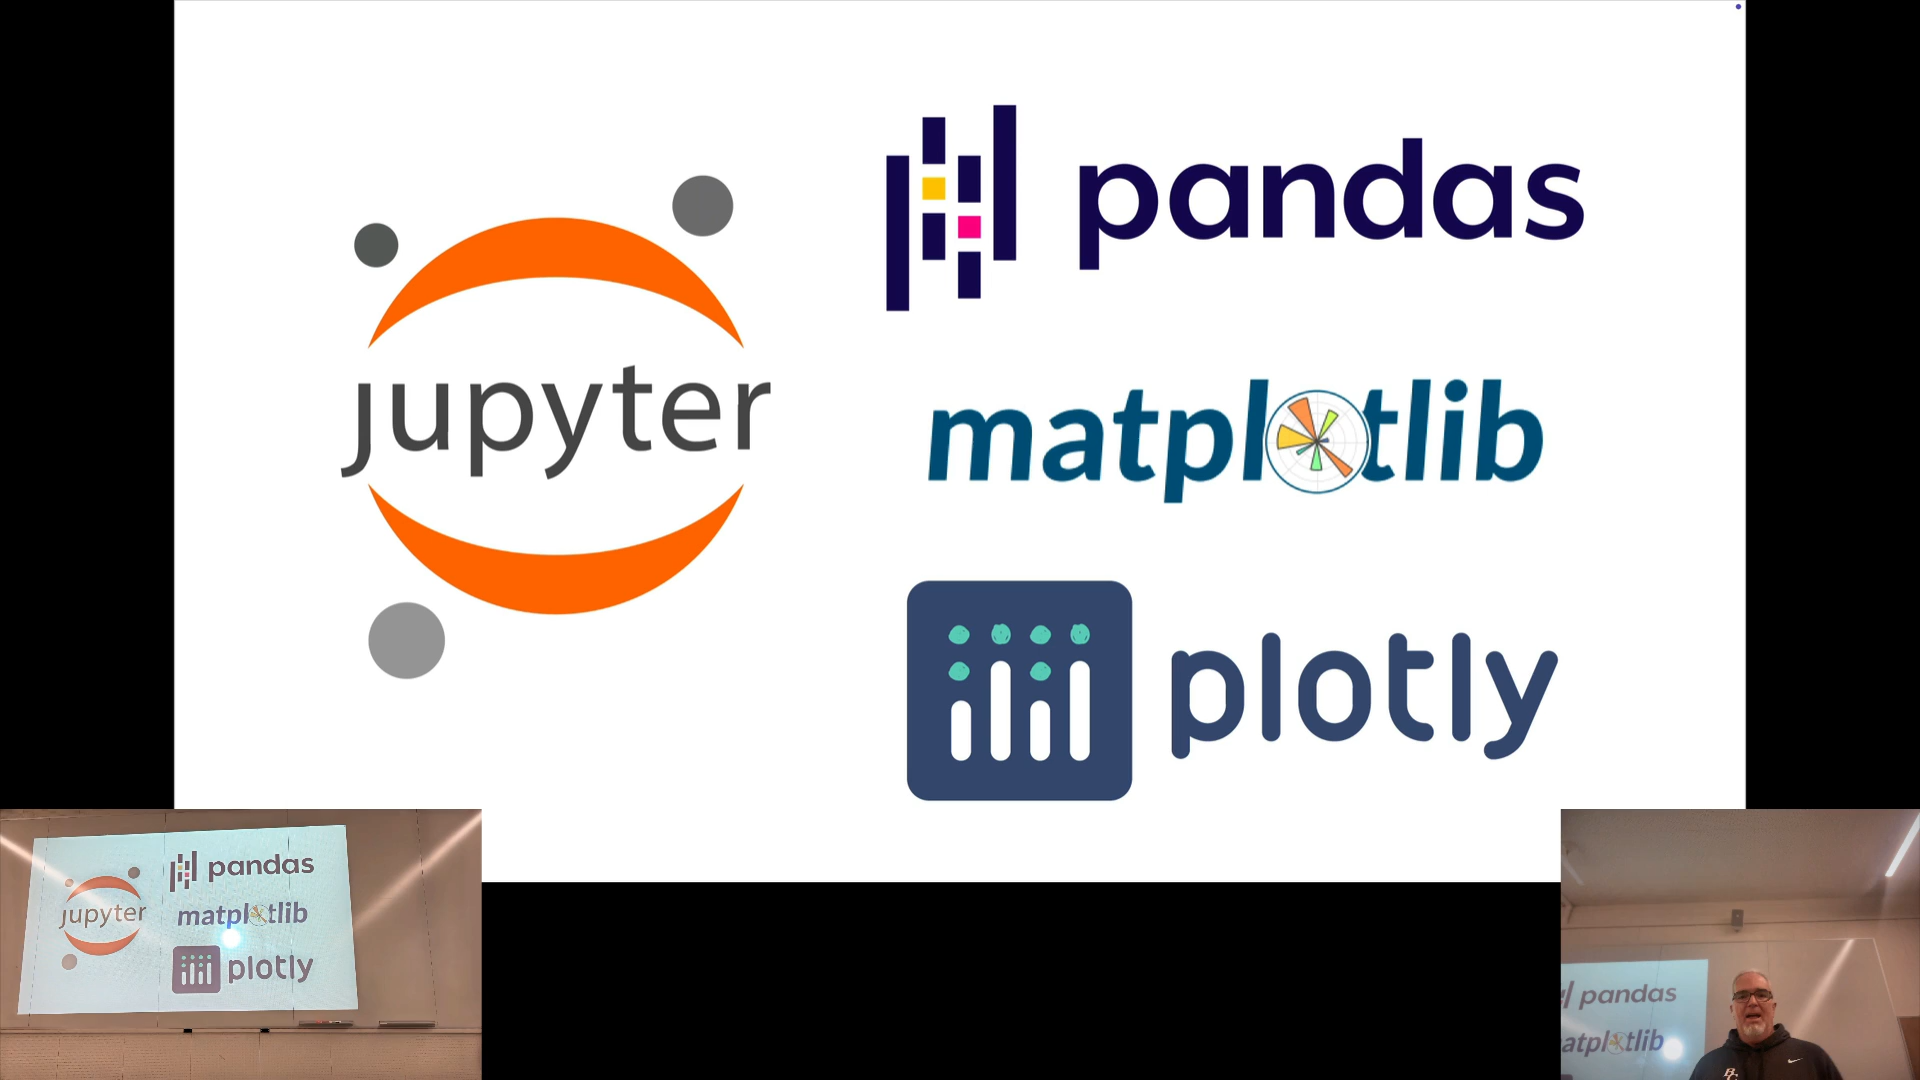 jupyter
pandas
matplotlib
plotly
jupyter
pandas
matplotlib
plotly
pandas
atplotlib